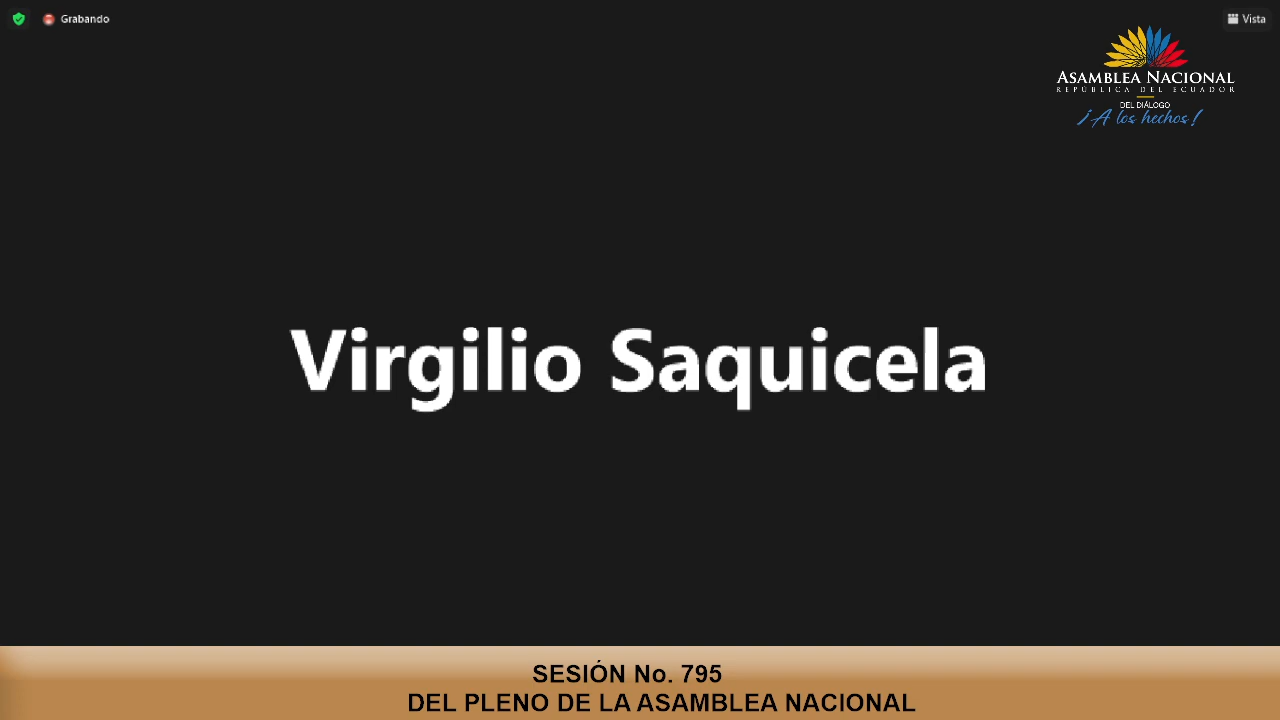 Grabando
Vista
ASAMBLEA NACIONAL
REPÚBLICA DEL ECUADOR
DEL DIÁLOGO
¡A los hechos!
Virgilio Saquicela
SESIÓN No. 795
DEL PLENO DE LA ASAMBLEA NACIONAL